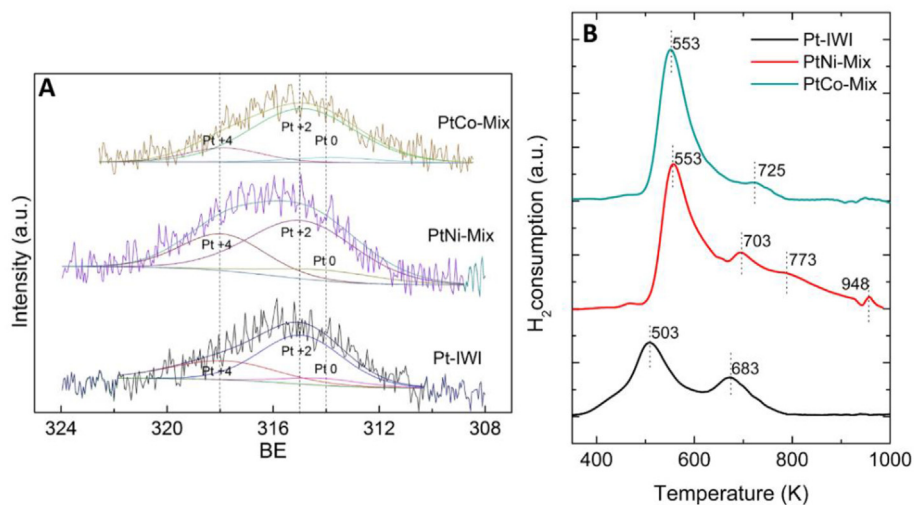 A
PtCo-Mix
Pt +4
Pt +2
Pt 0
PtNi-Mix
Pt +4
Pt +2
Pt 0
Pt-IWI
Pt +4
Pt +2
Pt 0
Intensity (a.u.)
324 320 316 312 308
BE
B
553
Pt-IWI
PtNi-Mix
PtCo-Mix
725
553
703
773
948
503
683
H2consumption (a.u.)
400 600 800 1000
Temperature (K)